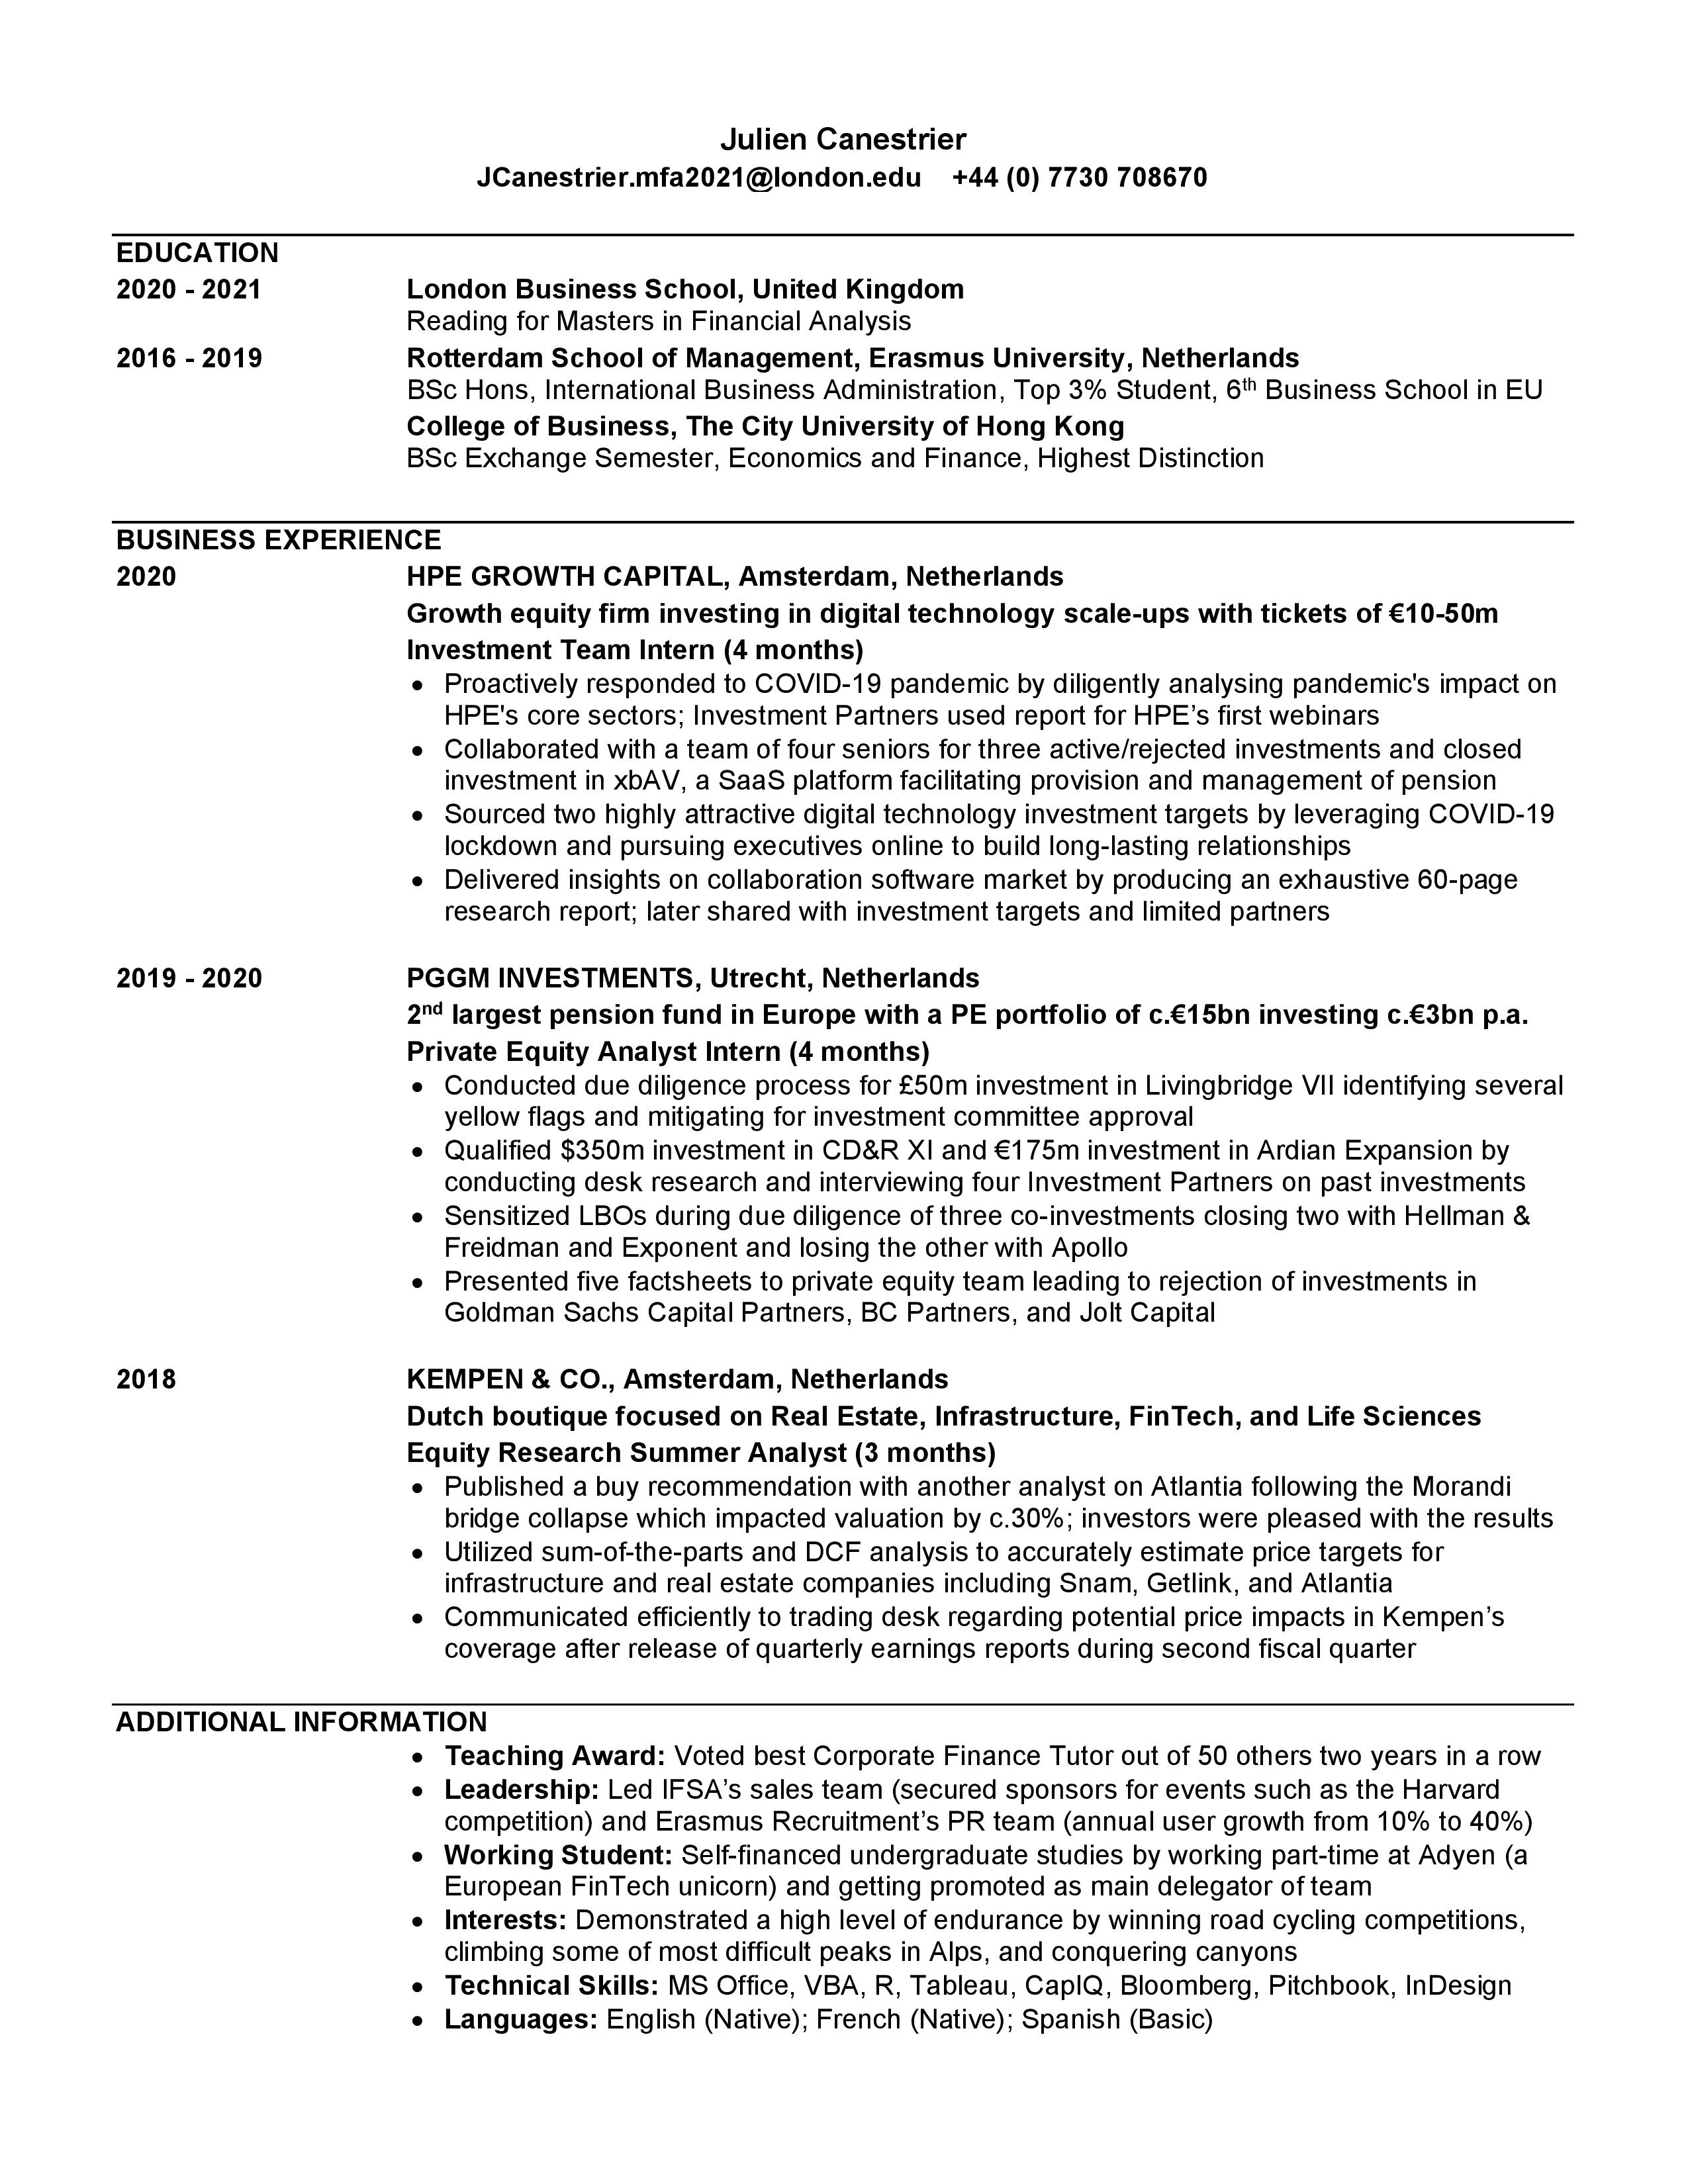 Julien Canestrier
JCanestrier.mfa2021@london.edu +44 (0) 7730 708670
EDUCATION
2020 - 2021 London Business School, United Kingdom
Reading for Masters in Financial Analysis
2016 - 2019 Rotterdam School of Management, Erasmus University, Netherlands
BSc Hons, International Business Administration, Top 3% Student, 6th Business School in EU
College of Business, The City University of Hong Kong
BSc Exchange Semester, Economics and Finance, Highest Distinction
BUSINESS EXPERIENCE
2020 HPE GROWTH CAPITAL, Amsterdam, Netherlands
Growth equity firm investing in digital technology scale-ups with tickets of €10-50m
Investment Team Intern (4 months)
• Proactively responded to COVID-19 pandemic by diligently analysing pandemic's impact on
HPE's core sectors; Investment Partners used report for HPE’s first webinars
• Collaborated with a team of four seniors for three active/rejected investments and closed
investment in xbAV, a SaaS platform facilitating provision and management of pension
• Sourced two highly attractive digital technology investment targets by leveraging COVID-19
lockdown and pursuing executives online to build long-lasting relationships
• Delivered insights on collaboration software market by producing an exhaustive 60-page
research report; later shared with investment targets and limited partners
2019 - 2020 PGGM INVESTMENTS, Utrecht, Netherlands
2nd largest pension fund in Europe with a PE portfolio of c.€15bn investing c.€3bn p.a.
Private Equity Analyst Intern (4 months)
• Conducted due diligence process for £50m investment in Livingbridge VII identifying several
yellow flags and mitigating for investment committee approval
• Qualified $350m investment in CD&R XI and €175m investment in Ardian Expansion by
conducting desk research and interviewing four Investment Partners on past investments
• Sensitized LBOs during due diligence of three co-investments closing two with Hellman &
Freidman and Exponent and losing the other with Apollo
• Presented five factsheets to private equity team leading to rejection of investments in
Goldman Sachs Capital Partners, BC Partners, and Jolt Capital
2018 KEMPEN & CO., Amsterdam, Netherlands
Dutch boutique focused on Real Estate, Infrastructure, FinTech, and Life Sciences
Equity Research Summer Analyst (3 months)
• Published a buy recommendation with another analyst on Atlantia following the Morandi
bridge collapse which impacted valuation by c.30%; investors were pleased with the results
• Utilized sum-of-the-parts and DCF analysis to accurately estimate price targets for
infrastructure and real estate companies including Snam, Getlink, and Atlantia
• Communicated efficiently to trading desk regarding potential price impacts in Kempen’s
coverage after release of quarterly earnings reports during second fiscal quarter
ADDITIONAL INFORMATION
• Teaching Award: Voted best Corporate Finance Tutor out of 50 others two years in a row
• Leadership: Led IFSA’s sales team (secured sponsors for events such as the Harvard
competition) and Erasmus Recruitment’s PR team (annual user growth from 10% to 40%)
• Working Student: Self-financed undergraduate studies by working part-time at Adyen (a
European FinTech unicorn) and getting promoted as main delegator of team
• Interests: Demonstrated a high level of endurance by winning road cycling competitions,
climbing some of most difficult peaks in Alps, and conquering canyons
• Technical Skills: MS Office, VBA, R, Tableau, CapIQ, Bloomberg, Pitchbook, InDesign
• Languages: English (Native); French (Native); Spanish (Basic)